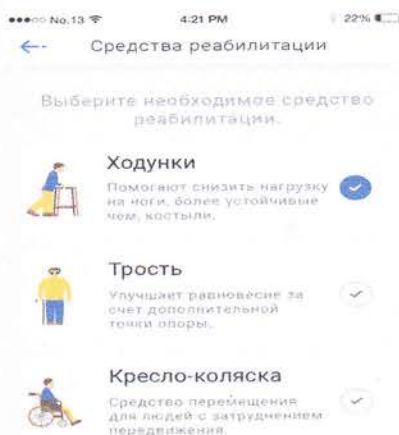 No.13 4:21 PM 22%
Средства реабилитации
Выберите необходимое средство
реабилитации.
Ходунки
Помогают снизить нагрузку
на ноги, более устойчивые
чем, костыли.
Трость
Улучшает равновесие за
счет дополнительной
точки опоры.
Кресло-коляска
Средство перемещения
для людей с затруднением
передвижения.